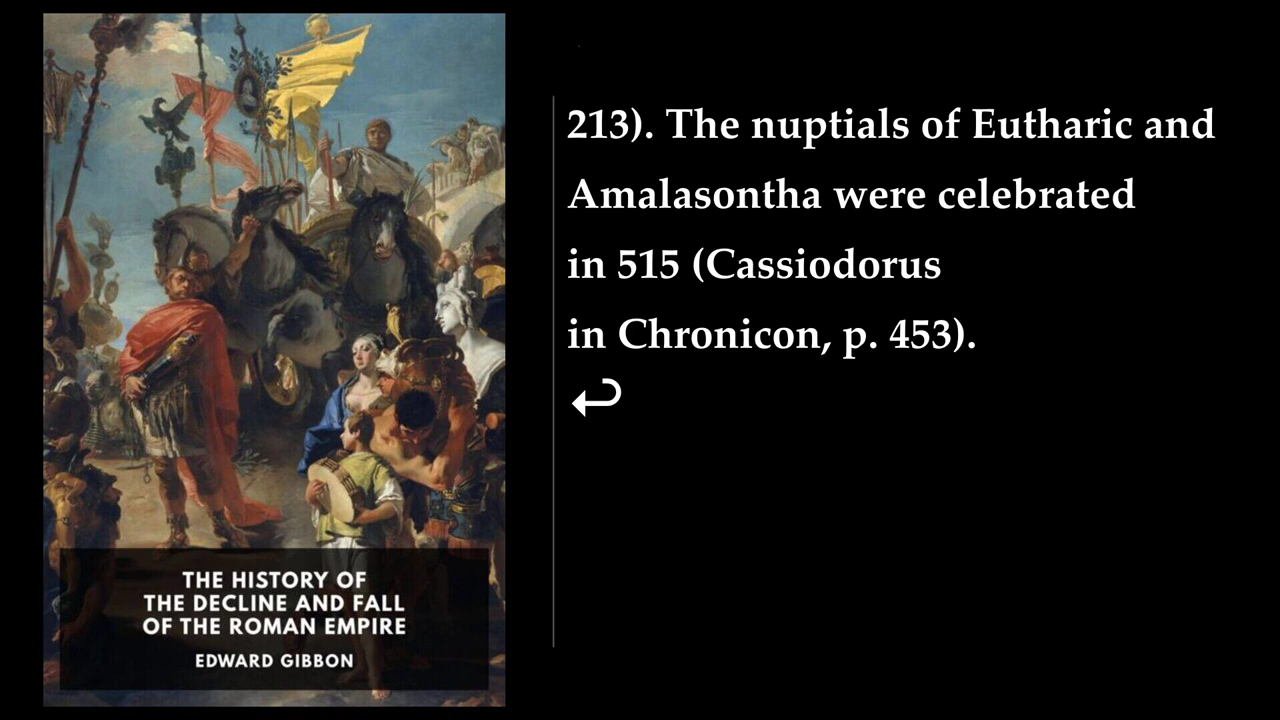 213). The nuptials of Eutharic and
Amalasontha were celebrated
in 515 (Cassiodorus
in Chronicon, p. 453).
↩
THE HISTORY OF
THE DECLINE AND FALL
OF THE ROMAN EMPIRE
EDWARD GIBBON